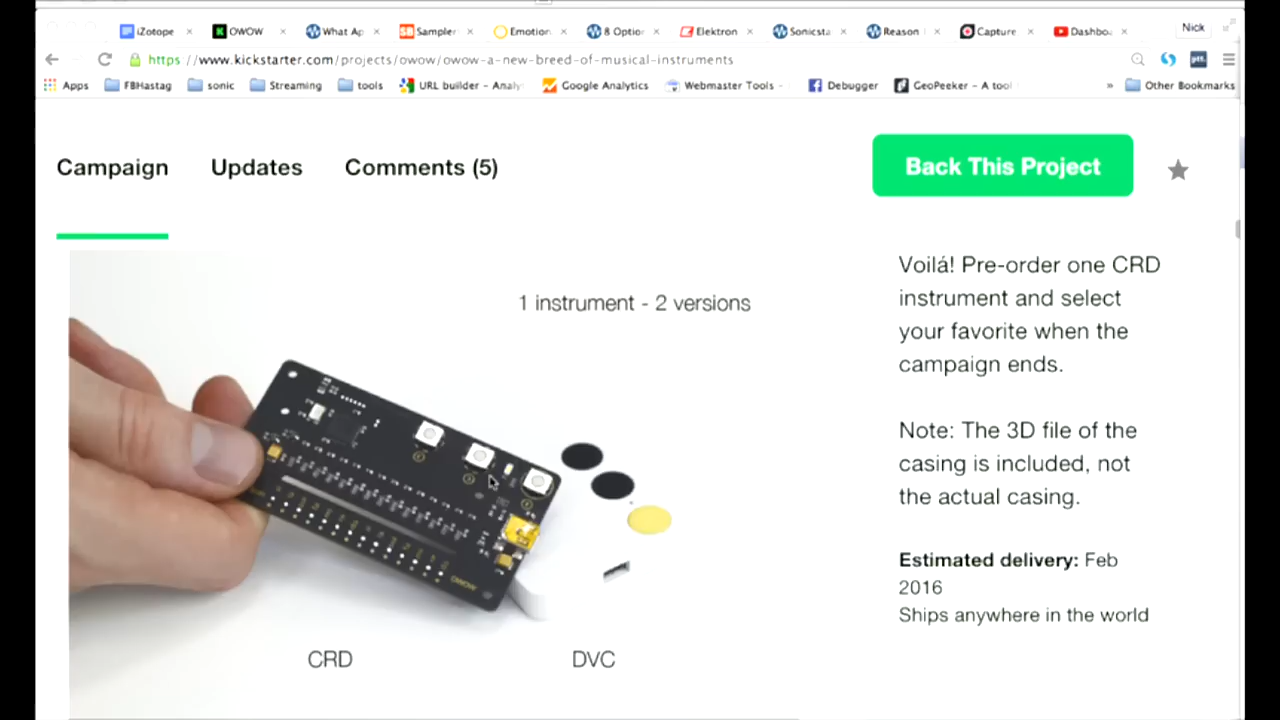 iZotope
OWOW
What Ap
SB Sampler
Emotion
8 Option
Elektron
Sonicsta
Reason
Capture
Dashbo
Nick
https://www.kickstarter.com/projects/owow/owow-a-new-breed-of-musical-instruments
Apps
FBHastag
sonic
Streaming
tools
URL builder - Analy
Google Analytics
Webmaster Tools -
Debugger
GeoPeeker - A tool
»
Other Bookmarks
Campaign
Updates
Comments (5)
Back This Project
1 instrument - 2 versions
OWOW
CRD
DVC
Voilá! Pre-order one CRD
instrument and select
your favorite when the
campaign ends.
Note: The 3D file of the
casing is included, not
the actual casing.
Estimated delivery: Feb
2016
Ships anywhere in the world